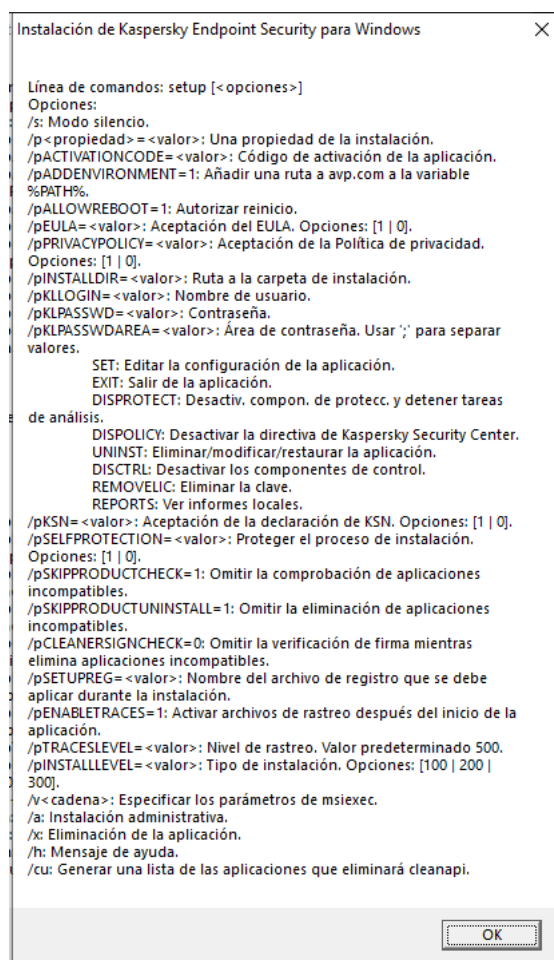 Instalación de Kaspersky Endpoint Security para Windows
Línea de comandos: setup [<opciones>]
Opciones:
/s: Modo silencio.
/p<propiedad>=<valor>: Una propiedad de la instalación.
/pACTIVATIONCODE=<valor>: Código de activación de la aplicación.
/pADDENVIRONMENT=1: Añadir una ruta a avp.com a la variable
%PATH%.
/pALLOWREBOOT=1: Autorizar reinicio.
/pEULA=<valor>: Aceptación del EULA. Opciones: [1 | 0].
/pPRIVACYPOLICY=<valor>: Aceptación de la Política de privacidad.
Opciones: [1 | 0].
/pINSTALLDIR=<valor>: Ruta a la carpeta de instalación.
/pKLLOGIN=<valor>: Nombre de usuario.
/pKLPASSWD=<valor>: Contraseña.
/pKLPASSWDAREA=<valor>: Área de contraseña. Usar ';' para separar
valores.
SET: Editar la configuración de la aplicación.
EXIT: Salir de la aplicación.
DISPROTECT: Desactiv. compon. de protecc. y detener tareas
de análisis.
DISPOLICY: Desactivar la directiva de Kaspersky Security Center.
UNINST: Eliminar/modificar/restaurar la aplicación.
DISCTRL: Desactivar los componentes de control.
REMOVELIC: Eliminar la clave.
REPORTS: Ver informes locales.
/pKSN=<valor>: Aceptación de la declaración de KSN. Opciones: [1 | 0].
/pSELFPROTECTION=<valor>: Proteger el proceso de instalación.
Opciones: [1 | 0].
/pSKIPPRODUCTCHECK=1: Omitir la comprobación de aplicaciones
incompatibles.
/pSKIPPRODUCTUNINSTALL=1: Omitir la eliminación de aplicaciones
incompatibles.
/pCLEANERSIGNCHECK=0: Omitir la verificación de firma mientras
elimina aplicaciones incompatibles.
/pSETUPREG=<valor>: Nombre del archivo de registro que se debe
aplicar durante la instalación.
/pENABLETRACES=1: Activar archivos de rastreo después del inicio de la
aplicación.
/pTRACESLEVEL=<valor>: Nivel de rastreo. Valor predeterminado 500.
/pINSTALLLEVEL=<valor>: Tipo de instalación. Opciones: [100 | 200 |
300].
/v<cadena>: Especificar los parámetros de msiexec.
/a: Instalación administrativa.
/x: Eliminación de la aplicación.
/h: Mensaje de ayuda.
/cu: Generar una lista de las aplicaciones que eliminará cleanapi.
OK